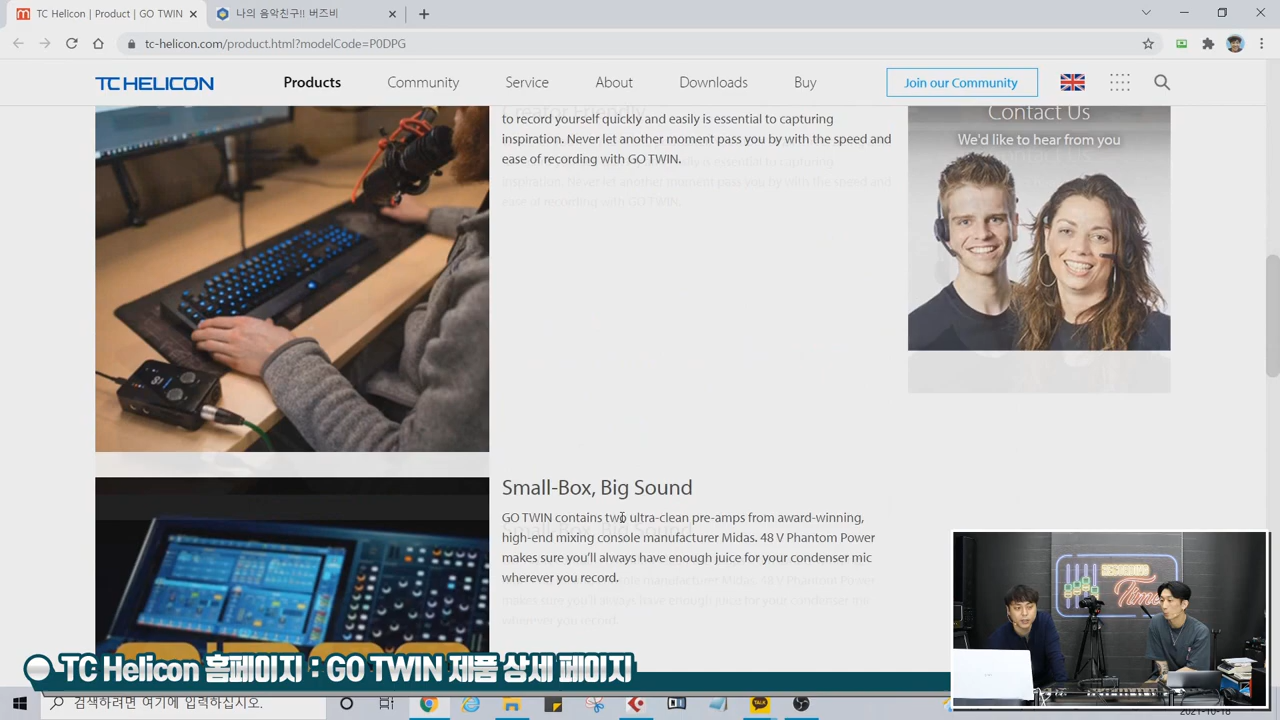 TC Helicon | Product | GO TWIN
나의 음악친구!! 버즈비
tc-helicon.com/product.html?modelCode=P0DPG
TC HELICON
Products
Community
Service
About
Downloads
Buy
Join our Community
Creator Friendly
to record yourself quickly and easily is essential to capturing
inspiration. Never let another moment pass you by with the speed and
ease of recording with GO TWIN.
Contact Us
We'd like to hear from you
Small-Box, Big Sound
GO TWIN contains two ultra-clean pre-amps from award-winning,
high-end mixing console manufacturer Midas. 48 V Phantom Power
makes sure you'll always have enough juice for your condenser mic
wherever you record.
Time
TC Helicon 홈페이지 : GO TWIN 제품 상세 페이지
검색하려면 여기에 입력하십시오.
TALK
2021-10-18